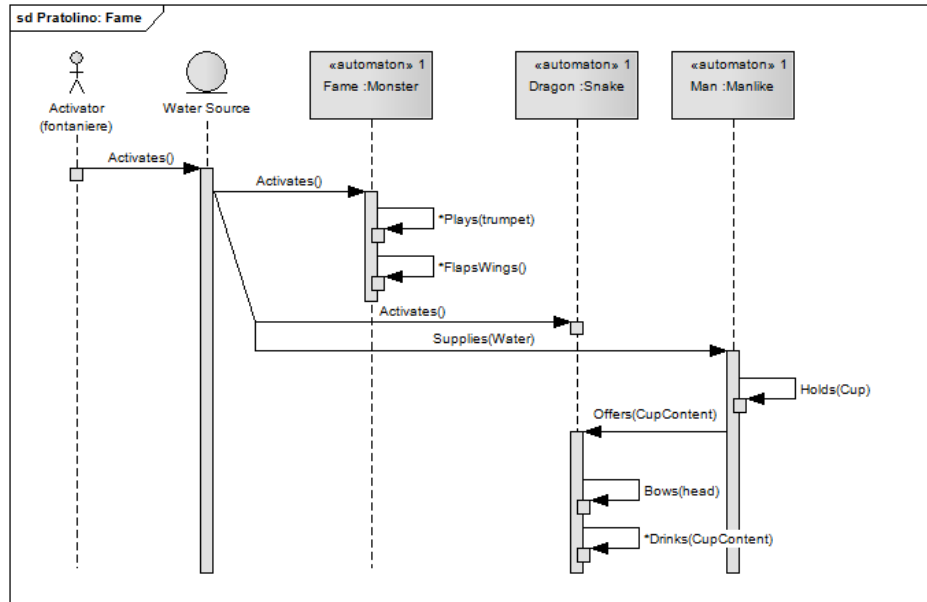 sd Pratolino: Fame
«automaton» 1
Fame :Monster
«automaton» 1
Dragon :Snake
«automaton» 1
Man :Manlike
Activator
(fontaniere)
Water Source
Activates()
Activates()
*Plays(trumpet)
*FlapsWings()
Activates()
Supplies(Water)
Holds(Cup)
Offers(CupContent)
Bows(head)
*Drinks(CupContent)